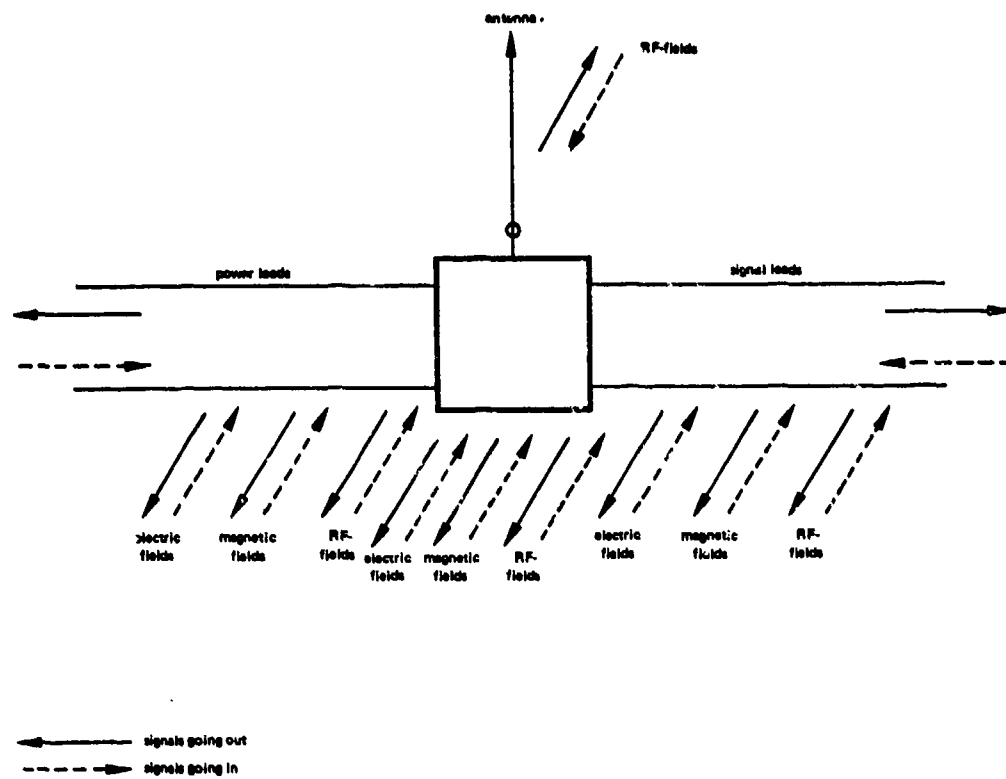 antenna
RF-fields
power leads
signal leads
electric
fields
magnetic
fields
RF-
fields
electric
fields
magnetic
fields
RF-
fields
electric
fields
magnetic
fields
RF-
fields
signals going out
signals going in